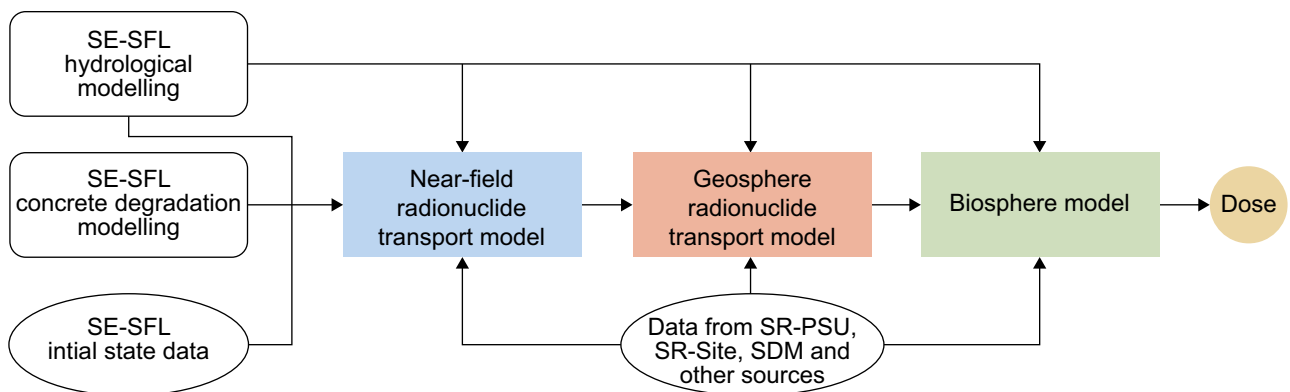 SE-SFL
hydrological
modelling
SE-SFL
concrete degradation
modelling
SE-SFL
intial state data
Near-field
radionuclide
transport model
Geosphere
radionuclide
transport model
Biosphere model
Dose
Data from SR-PSU,
SR-Site, SDM and
other sources